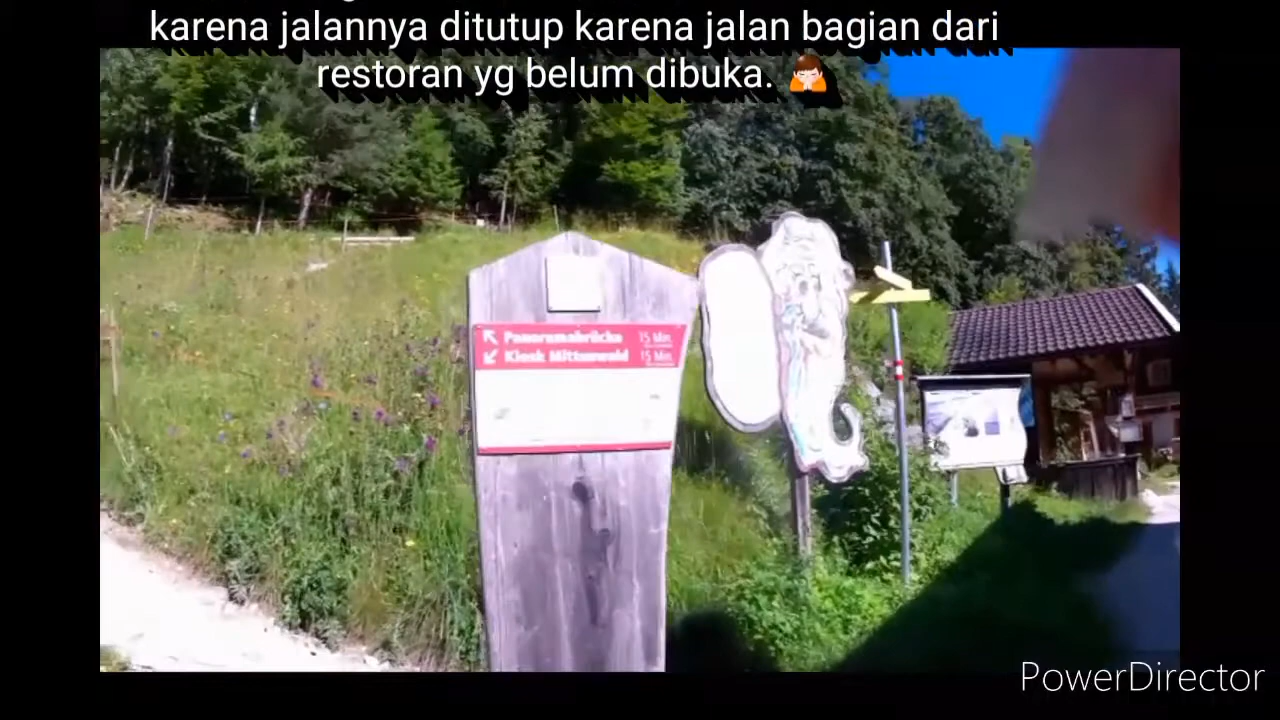 karena jalannya ditutup karena jalan bagian dari
restoran yg belum dibuka. 🙏
Panoramabrücke 15 Min.
Kiosk Mittenwald 15 Min.
PowerDirector